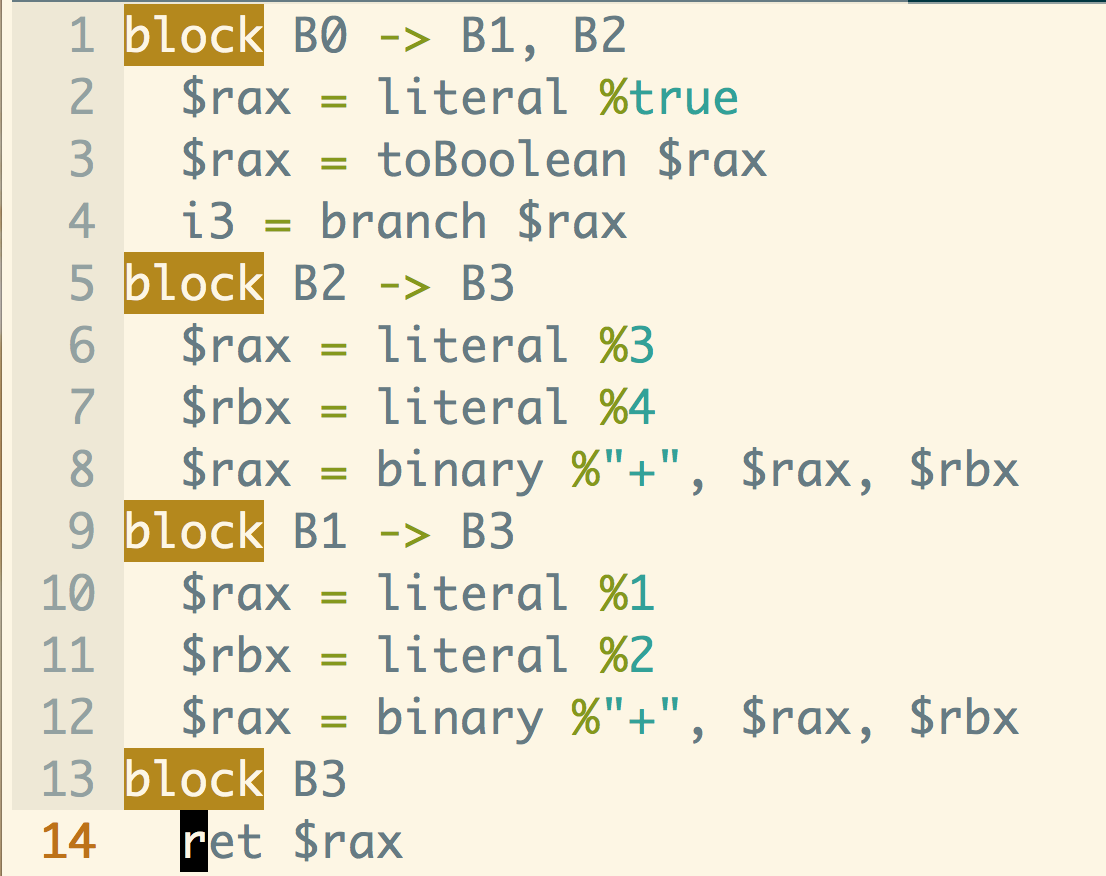 1 block B0 -> B1, B2
2   $rax = literal %true
3   $rax = toBoolean $rax
4   i3 = branch $rax
5 block B2 -> B3
6   $rax = literal %3
7   $rbx = literal %4
8   $rax = binary %"+", $rax, $rbx
9 block B1 -> B3
10   $rax = literal %1
11   $rbx = literal %2
12   $rax = binary %"+", $rax, $rbx
13 block B3
14   ret $rax